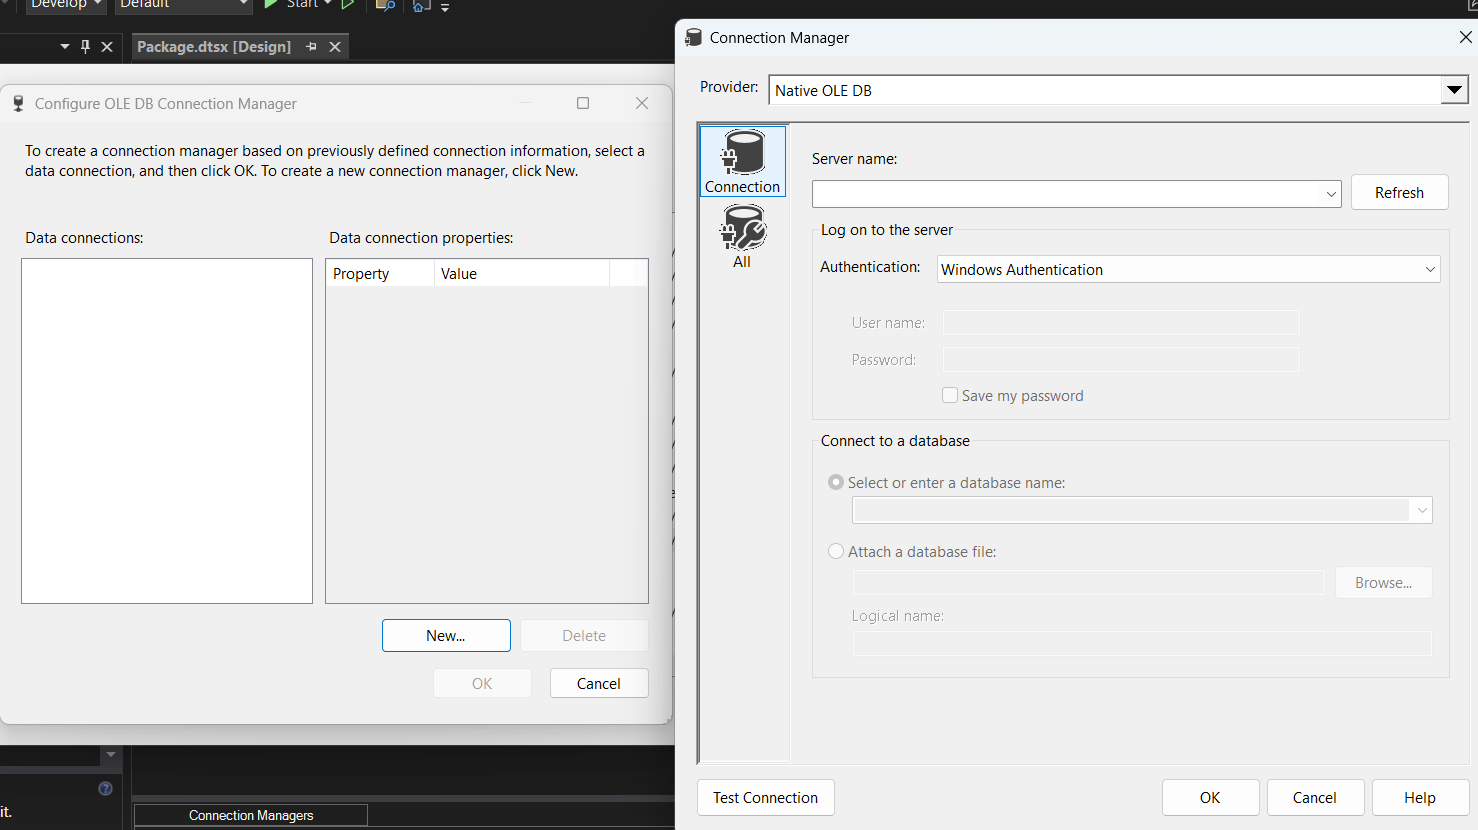 Develop
Default
Start
Package.dtsx [Design]
Configure OLE DB Connection Manager
To create a connection manager based on previously defined connection information, select a
data connection, and then click OK. To create a new connection manager, click New.
Data connections:
Data connection properties:
Property
Value
New...
Delete
OK
Cancel
it.
Connection Managers
Connection Manager
Provider:
Native OLE DB
Connection
All
Server name:
Refresh
Log on to the server
Authentication:
Windows Authentication
User name:
Password:
Save my password
Connect to a database
Select or enter a database name:
Attach a database file:
Browse...
Logical name:
Test Connection
OK
Cancel
Help